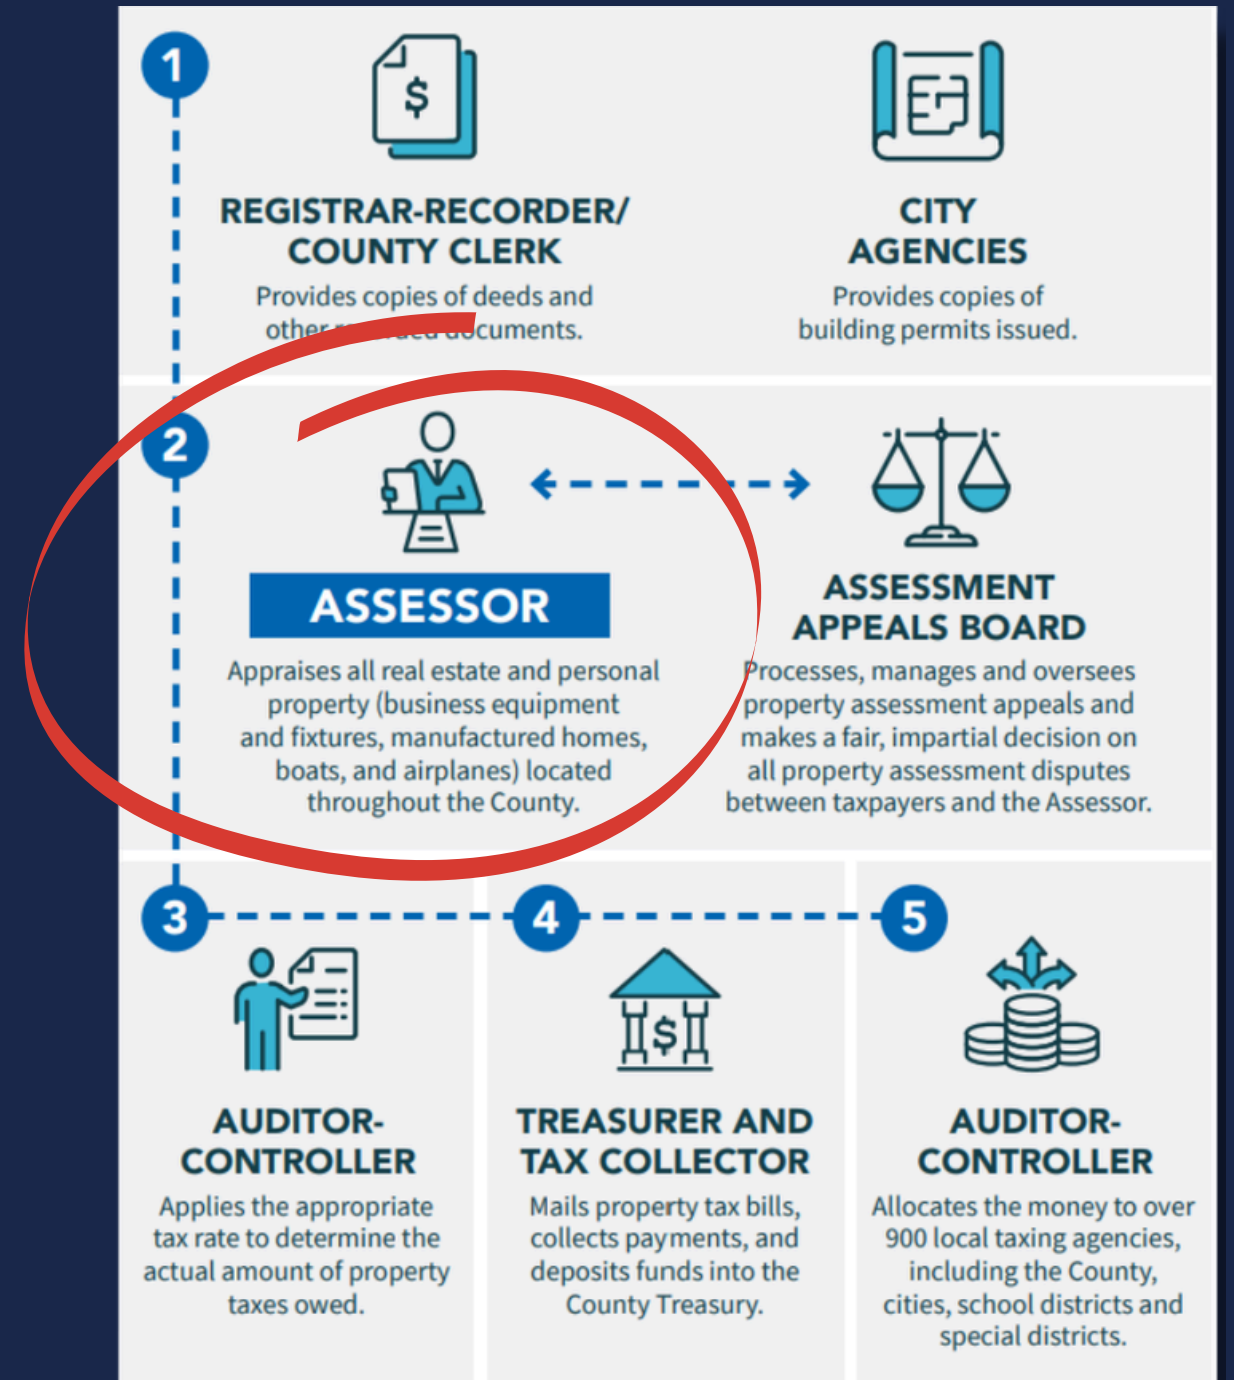 1
$
REGISTRAR-RECORDER/
COUNTY CLERK
Provides copies of deeds and
other recorded documents.
CITY
AGENCIES
Provides copies of
building permits issued.
2
ASSESSOR
Appraises all real estate and personal
property (business equipment
and fixtures, manufactured homes,
boats, and airplanes) located
throughout the County.
ASSESSMENT
APPEALS BOARD
Processes, manages and oversees
property assessment appeals and
makes a fair, impartial decision on
all property assessment disputes
between taxpayers and the Assessor.
3
AUDITOR-
CONTROLLER
Applies the appropriate
tax rate to determine the
actual amount of property
taxes owed.
4
$
TREASURER AND
TAX COLLECTOR
Mails property tax bills,
collects payments, and
deposits funds into the
County Treasury.
5
AUDITOR-
CONTROLLER
Allocates the money to over
900 local taxing agencies,
including the County,
cities, school districts and
special districts.